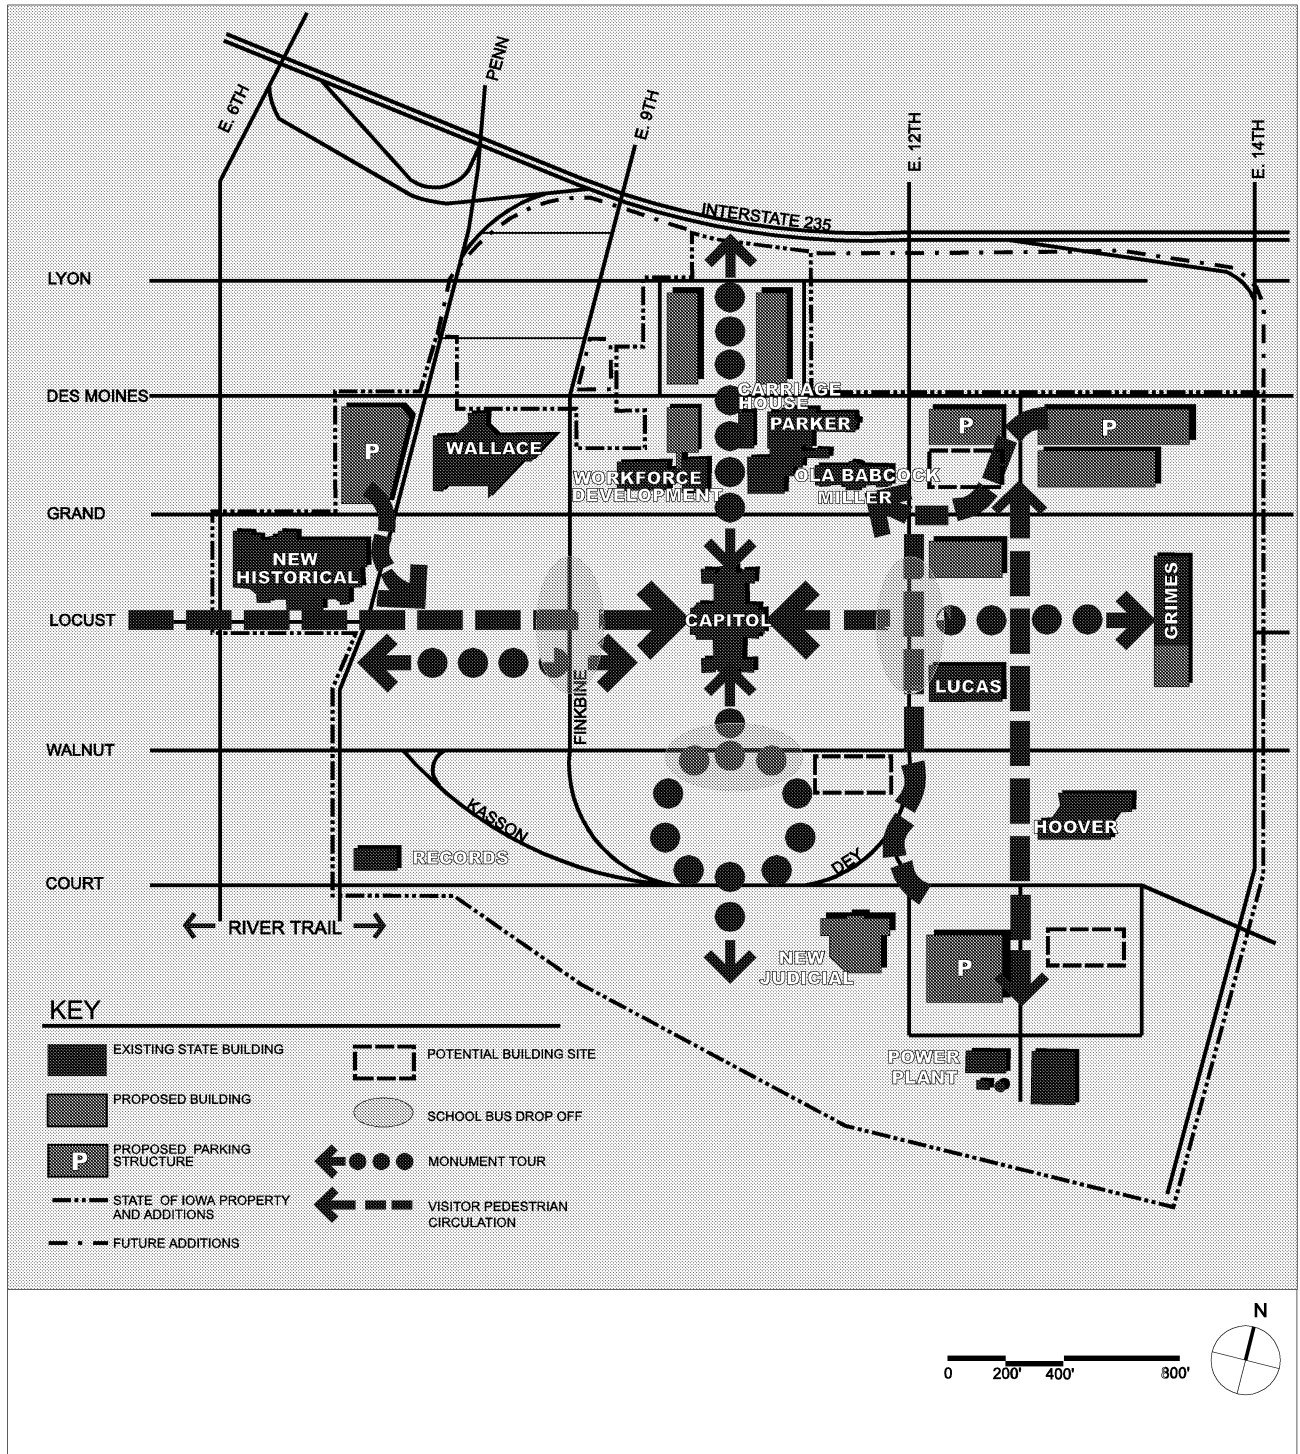 PENN
E. 6TH
E. 9TH
E. 12TH
E. 14TH
INTERSTATE 235
LYON
DES MOINES
CARRIAGE
HOUSE
PARKER
P
P
P
WALLACE
WORKFORCE
DEVELOPMENT
OLA BABCOCK
MILLER
GRAND
NEW
HISTORICAL
GRIMES
LOCUST
CAPITOL
LUCAS
FINKBINE
WALNUT
KASSON
HOOVER
RECORDS
DEY
COURT
RIVER TRAIL
NEW
JUDICIAL
P
KEY
POWER
PLANT
EXISTING STATE BUILDING
POTENTIAL BUILDING SITE
PROPOSED BUILDING
SCHOOL BUS DROP OFF
P
PROPOSED PARKING
STRUCTURE
MONUMENT TOUR
STATE OF IOWA PROPERTY
AND ADDITIONS
VISITOR PEDESTRIAN
CIRCULATION
FUTURE ADDITIONS
N
0 200' 400' 800'